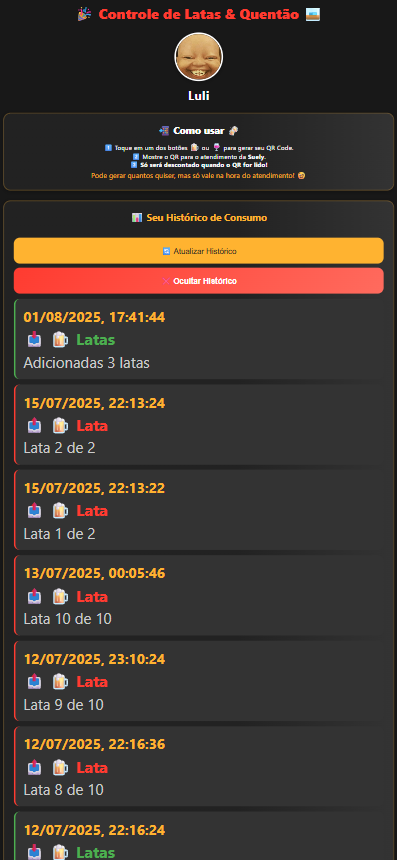 Controle de Latas & Quentão
Luli
Como usar
1 Toque em um dos botões 🍺 ou 🍷 para gerar seu QR Code.
2 Mostre o QR para o atendimento da Suely.
3 Só será descontado quando o QR for lido!
Pode gerar quantos quiser, mas só vale na hora do atendimento!
Seu Histórico de Consumo
Atualizar Histórico
Ocultar Histórico
01/08/2025, 17:41:44
Latas
Adicionadas 3 latas
15/07/2025, 22:13:24
Lata
Lata 2 de 2
15/07/2025, 22:13:22
Lata
Lata 1 de 2
13/07/2025, 00:05:46
Lata
Lata 10 de 10
12/07/2025, 23:10:24
Lata
Lata 9 de 10
12/07/2025, 22:16:36
Lata
Lata 8 de 10
12/07/2025, 22:16:24
Latas